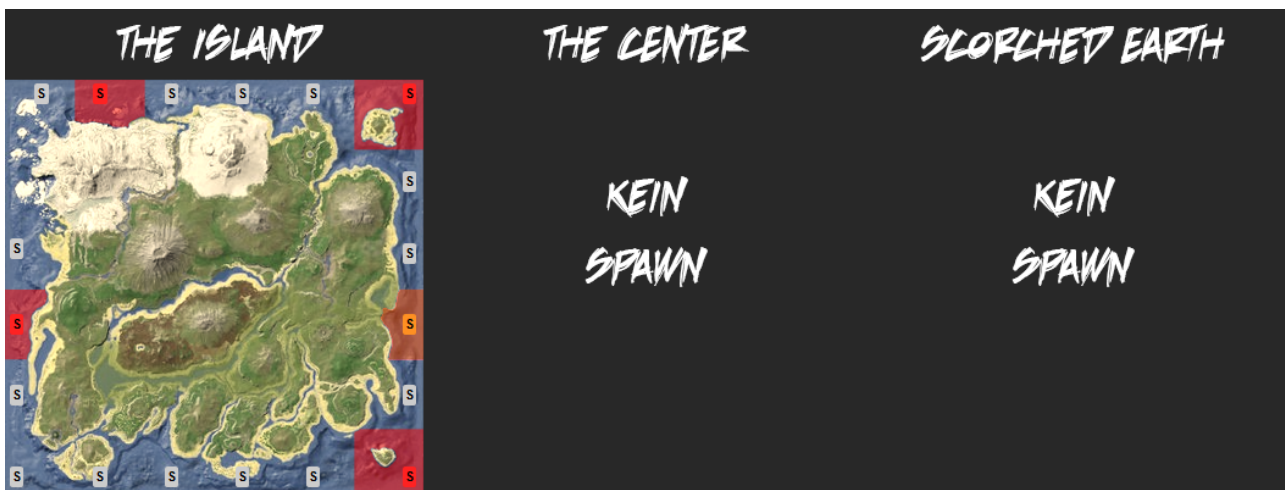 THE ISLAND
S S S S S S
S
S S
S S
S S
S S S S S S
THE CENTER
KEIN
SPAWN
SCORCHED EARTH
KEIN
SPAWN